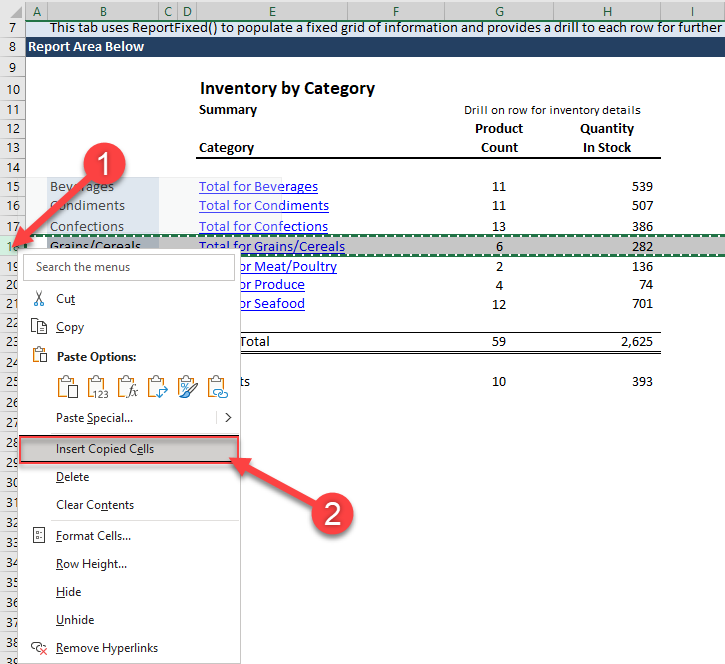 A B C D E F G H I
7 This tab uses ReportFixed() to populate a fixed grid of information and provides a drill to each row for further
8 Report Area Below
9
10 Inventory by Category
11 Summary Drill on row for inventory details
12 Product Quantity
13 Category Count In Stock
14
15 Beverages Total for Beverages 11 539
16 Condiments Total for Condiments 11 507
17 Confections Total for Confections 13 386
18 Grains/Cereals Total for Grains/Cereals 6 282
19 or Meat/Poultry 2 136
20 or Produce 4 74
21 or Seafood 12 701
22
23 Total 59 2,625
24
25 ts 10 393
26
27
28
29
30
31
32
33
34
35
36
37
38
39
1
Search the menus
Cut
Copy
Paste Options:
123 fx
Paste Special...
Insert Copied Cells
Delete
Clear Contents
Format Cells...
Row Height...
Hide
Unhide
Remove Hyperlinks
2